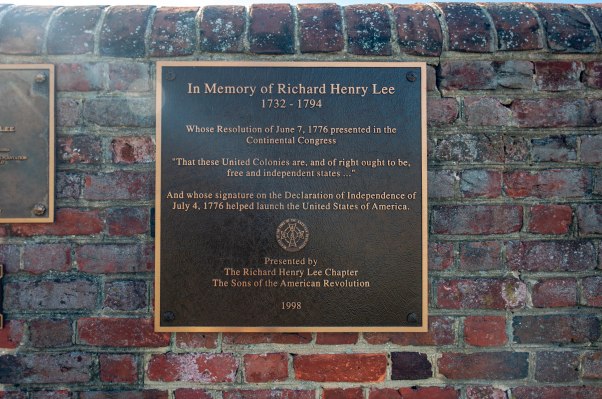 In Memory of Richard Henry Lee
1732 - 1794
Whose Resolution of June 7, 1776 presented in the
Continental Congress
"That these United Colonies are, and of right ought to be,
free and independent states ..."
And whose signature on the Declaration of Independence of
July 4, 1776 helped launch the United States of America.
Presented by
The Richard Henry Lee Chapter
The Sons of the American Revolution
1998
LEE